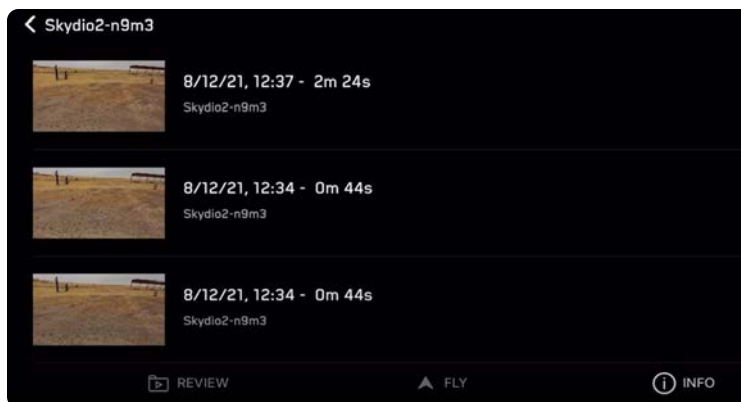 Skydio2-n9m3
8/12/21, 12:37 - 2m 24s
Skydio2-n9m3
8/12/21, 12:34 - 0m 44s
Skydio2-n9m3
8/12/21, 12:34 - 0m 44s
Skydio2-n9m3
REVIEW FLY INFO